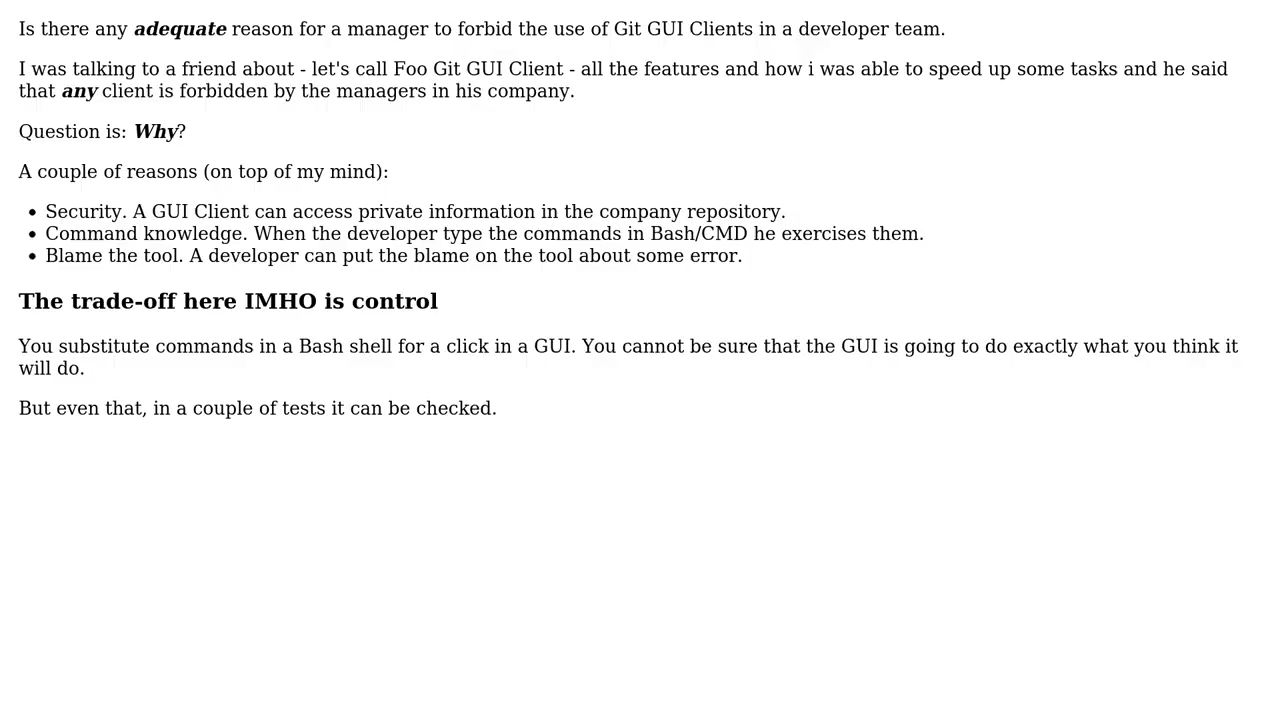 Is there any adequate reason for a manager to forbid the use of Git GUI Clients in a developer team.
I was talking to a friend about - let's call Foo Git GUI Client - all the features and how i was able to speed up some tasks and he said
that any client is forbidden by the managers in his company.
Question is: Why?
A couple of reasons (on top of my mind):
• Security. A GUI Client can access private information in the company repository.
• Command knowledge. When the developer type the commands in Bash/CMD he exercises them.
• Blame the tool. A developer can put the blame on the tool about some error.
The trade-off here IMHO is control
You substitute commands in a Bash shell for a click in a GUI. You cannot be sure that the GUI is going to do exactly what you think it
will do.
But even that, in a couple of tests it can be checked.